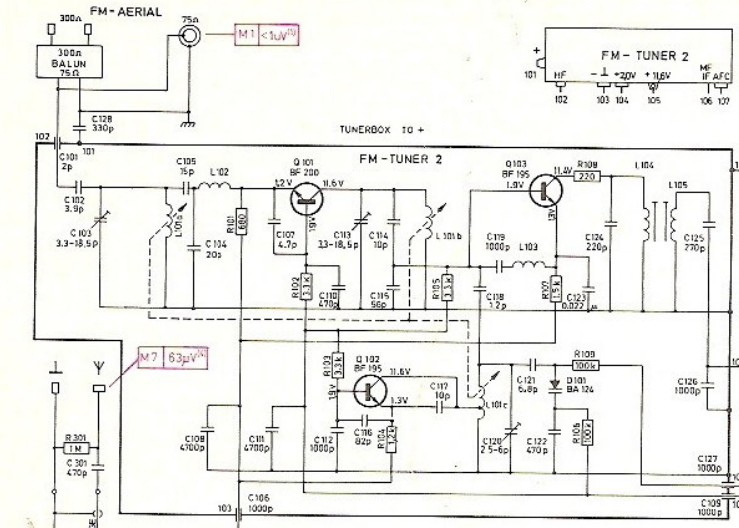 FM-AERIAL
300Ω
75Ω
M1 <1uV
300Ω
BALUN
75Ω
FM-TUNER 2
+
101
HF
- ⊥ +20V +11,6V
MF
IF AFC
102 103 104 105 106 107
C128
330p
TUNERBOX TO +
102
101
C101
2p
FM-TUNER 2
C105
15p
L102
Q101
BF 200
1,2V
11,6V
1,9V
Q103
BF 195
11,4V
1,9V
1,3V
R108
220
L104
L105
C102
3.9p
C103
3.3-18,5p
L101a
C104
20p
R101
680
C107
4.7p
C113
3,3-18,5p
C114
10p
L101b
C119
1000p
L103
C124
220p
C125
270p
R102
3.3k
C110
470p
C115
56p
R105
3.3k
C118
1.2p
R107
1.5k
C123
0.022µ
M7 63µV
R103
3.3k
Q102
BF 195
11.6V
1.9V
1.3V
C117
10p
L101c
C121
6.8p
D101
BA 124
R109
100k
C126
1000p
R301
1M
C301
470p
C108
4700p
C111
4700p
C112
1000p
C116
82p
R104
1,2k
C120
2.5-6p
C122
470p
R106
100k
C127
1000p
103
C106
1000p
C109
1000p